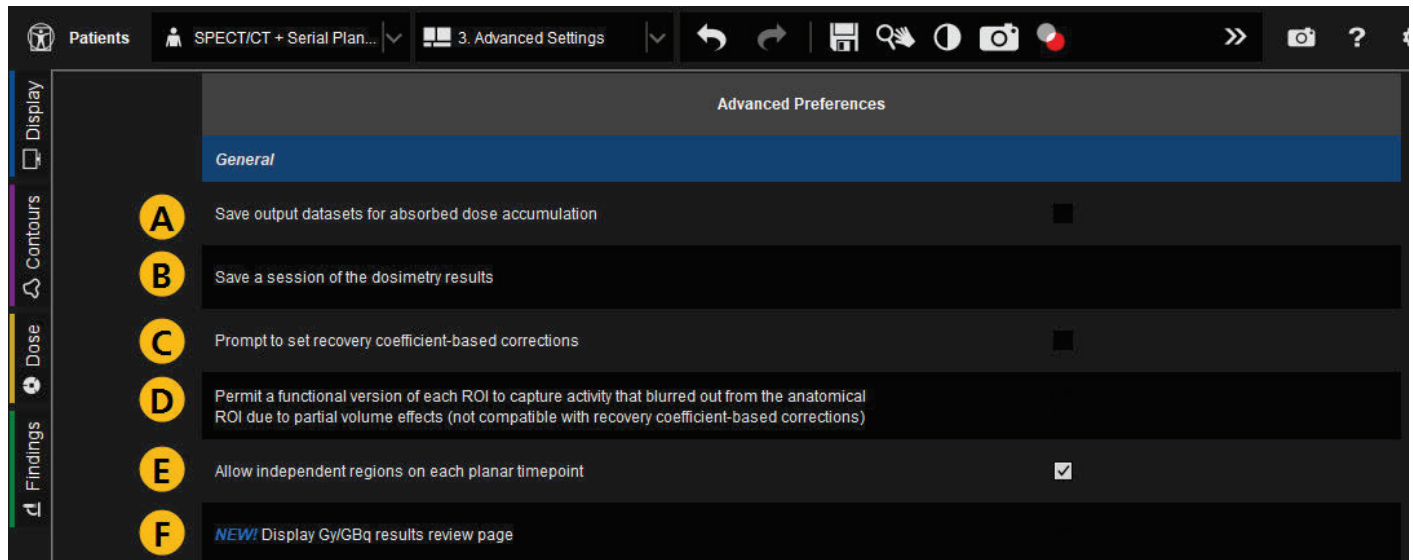 Patients
SPECT/CT + Serial Plan...
3. Advanced Settings
?
Display
Contours
Dose
Findings
Advanced Preferences
General
A
Save output datasets for absorbed dose accumulation
B
Save a session of the dosimetry results
C
Prompt to set recovery coefficient-based corrections
D
Permit a functional version of each ROI to capture activity that blurred out from the anatomical
ROI due to partial volume effects (not compatible with recovery coefficient-based corrections)
E
Allow independent regions on each planar timepoint
F
NEW! Display Gy/GBq results review page